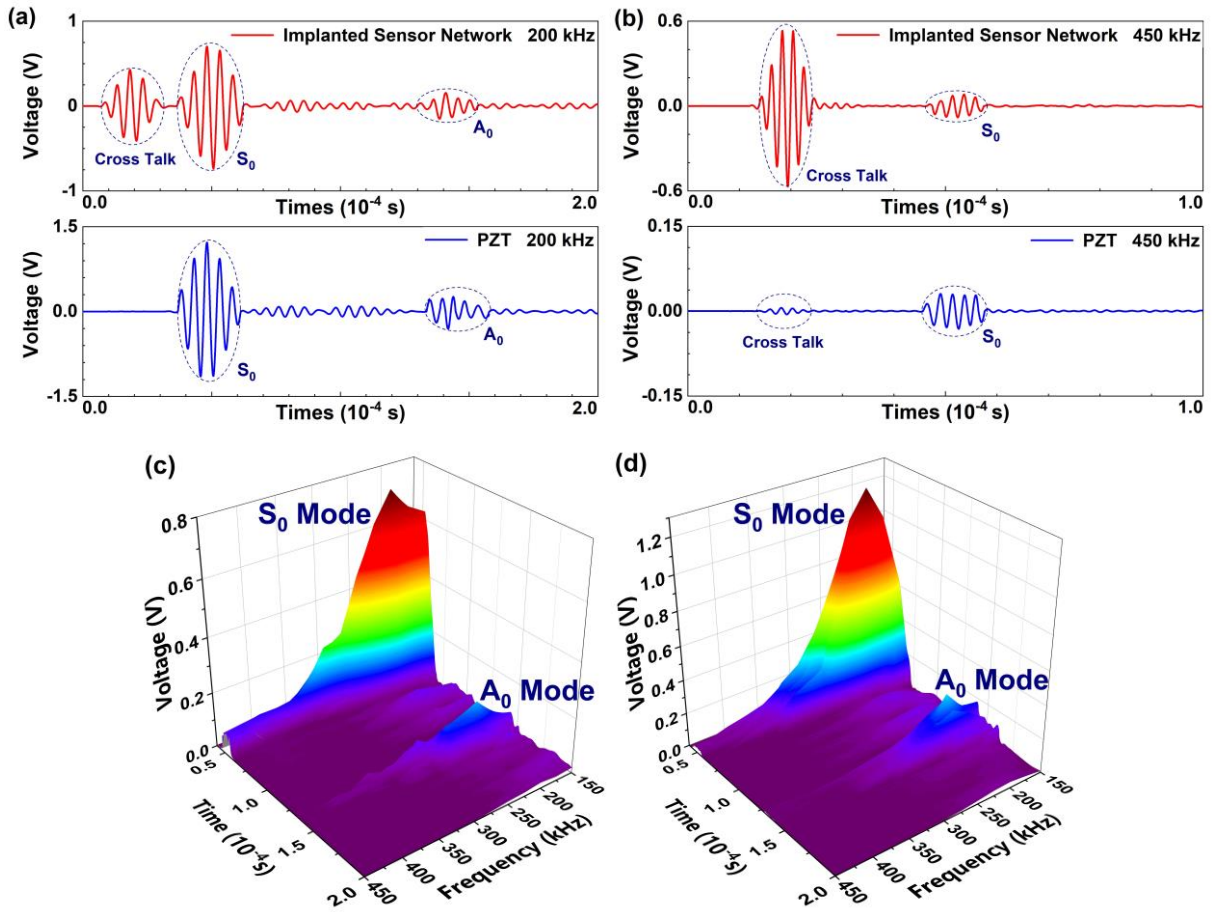 (a)
Implanted Sensor Network 200 kHz
Voltage (V)
1
0
-1
Cross Talk
S0
A0
0.0
Times (10-4 s)
2.0
PZT 200 kHz
Voltage (V)
1.5
0.0
-1.5
S0
A0
0.0
Times (10-4 s)
2.0
(b)
Implanted Sensor Network 450 kHz
Voltage (V)
0.6
0.0
-0.6
Cross Talk
S0
0.0
Times (10-4 s)
1.0
PZT 450 kHz
Voltage (V)
0.15
0.00
-0.15
Cross Talk
S0
0.0
Times (10-4 s)
1.0
(c)
S0 Mode
A0 Mode
Voltage (V)
0.8
0.6
0.4
0.2
0.0
0.5
1.0
1.5
2.0
Time (10-4s)
450
400
350
300
250
200
150
Frequency (kHz)
(d)
S0 Mode
A0 Mode
Voltage (V)
1.2
1.0
0.8
0.6
0.4
0.2
0.0
0.5
1.0
1.5
2.0
Time (10-4s)
450
400
350
300
250
200
150
Frequency (kHz)